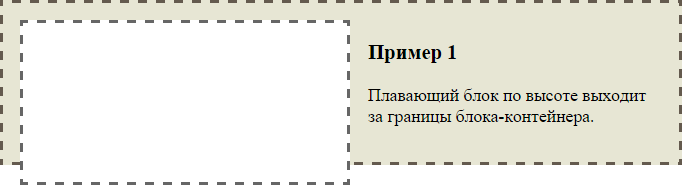 Пример 1
Плавающий блок по высоте выходит
за границы блока-контейнера.